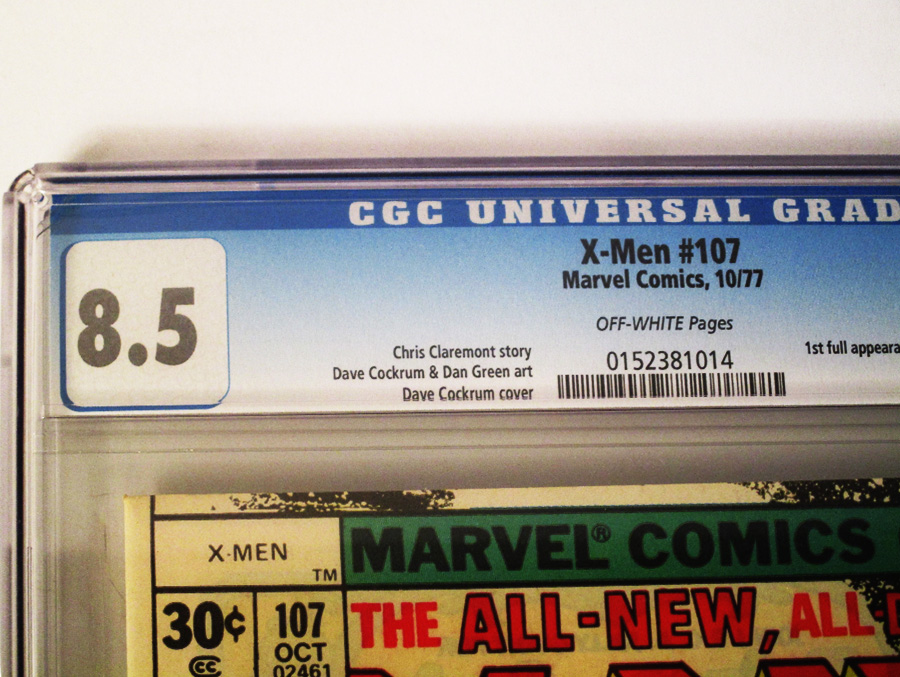 CGC UNIVERSAL GRAD
8.5
X-Men #107
Marvel Comics, 10/77
OFF-WHITE Pages
Chris Claremont story
Dave Cockrum & Dan Green art
Dave Cockrum cover
0152381014
1st full appeara
X-MEN
TM
MARVEL® COMICS
30¢
CC
107
OCT
02461
THE ALL-NEW, ALL-